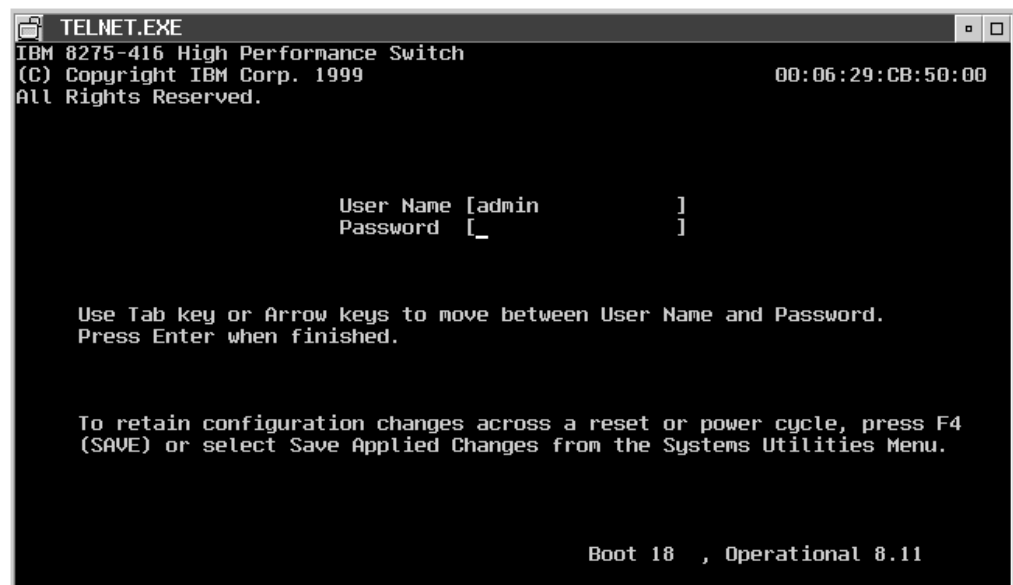 TELNET.EXE
IBM 8275-416 High Performance Switch
(C) Copyright IBM Corp. 1999 00:06:29:CB:50:00
All Rights Reserved.
User Name [admin ]
Password [_ ]
Use Tab key or Arrow keys to move between User Name and Password.
Press Enter when finished.
To retain configuration changes across a reset or power cycle, press F4
(SAVE) or select Save Applied Changes from the Systems Utilities Menu.
Boot 18 , Operational 8.11